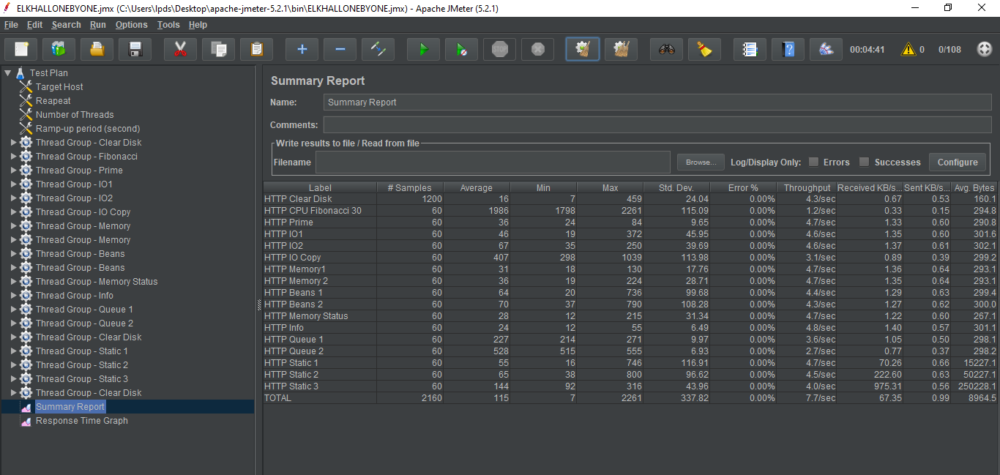 ELKHALLONEBYONE.jmx (C:\Users\lpds\Desktop\apache-jmeter-5.2.1\bin\ELKHALLONEBYONE.jmx) - Apache JMeter (5.2.1)
File Edit Search Run Options Tools Help
STOP 00:04:41 0 0/108
Test Plan
Target Host
Reapeat
Number of Threads
Ramp-up period (second)
Thread Group - Clear Disk
Thread Group - Fibonacci
Thread Group - Prime
Thread Group - IO1
Thread Group - IO2
Thread Group - IO Copy
Thread Group - Memory
Thread Group - Memory
Thread Group - Beans
Thread Group - Beans
Thread Group - Memory Status
Thread Group - Info
Thread Group - Queue 1
Thread Group - Queue 2
Thread Group - Clear Disk
Thread Group - Static 1
Thread Group - Static 2
Thread Group - Static 3
Thread Group - Clear Disk
Summary Report
Response Time Graph
Summary Report
Name: Summary Report
Comments:
Write results to file / Read from file
Filename Browse... Log/Display Only: Errors Successes Configure
Label # Samples Average Min Max Std. Dev. Error % Throughput Received KB/s... Sent KB/s... Avg. Bytes
HTTP Clear Disk 1200 16 7 459 24.04 0.00% 4.3/sec 0.67 0.53 160.1
HTTP CPU Fibonacci 30 60 1986 1798 2261 115.09 0.00% 1.2/sec 0.33 0.15 294.8
HTTP Prime 60 36 24 84 9.65 0.00% 4.7/sec 1.33 0.60 290.8
HTTP IO1 60 46 19 372 45.95 0.00% 4.6/sec 1.35 0.60 301.6
HTTP IO2 60 67 35 250 39.69 0.00% 4.6/sec 1.37 0.61 302.1
HTTP IO Copy 60 407 298 1039 113.98 0.00% 3.1/sec 0.89 0.39 299.2
HTTP Memory1 60 31 18 130 17.76 0.00% 4.7/sec 1.36 0.64 293.1
HTTP Memory 2 60 36 19 224 28.71 0.00% 4.7/sec 1.35 0.64 293.1
HTTP Beans 1 60 64 20 736 99.68 0.00% 4.4/sec 1.29 0.63 299.4
HTTP Beans 2 60 70 37 790 108.28 0.00% 4.3/sec 1.27 0.62 300.0
HTTP Memory Status 60 28 12 215 31.34 0.00% 4.7/sec 1.22 0.60 267.1
HTTP Info 60 24 12 55 6.49 0.00% 4.8/sec 1.40 0.57 301.1
HTTP Queue 1 60 227 214 271 9.97 0.00% 3.6/sec 1.05 0.50 298.1
HTTP Queue 2 60 528 515 555 6.93 0.00% 2.7/sec 0.77 0.37 298.2
HTTP Static 1 60 55 16 746 116.91 0.00% 4.7/sec 70.26 0.66 15227.1
HTTP Static 2 60 65 38 800 96.62 0.00% 4.5/sec 222.60 0.63 50227.1
HTTP Static 3 60 144 92 316 43.96 0.00% 4.0/sec 975.31 0.56 250228.1
TOTAL 2160 115 7 2261 337.82 0.00% 7.7/sec 67.35 0.99 8964.5